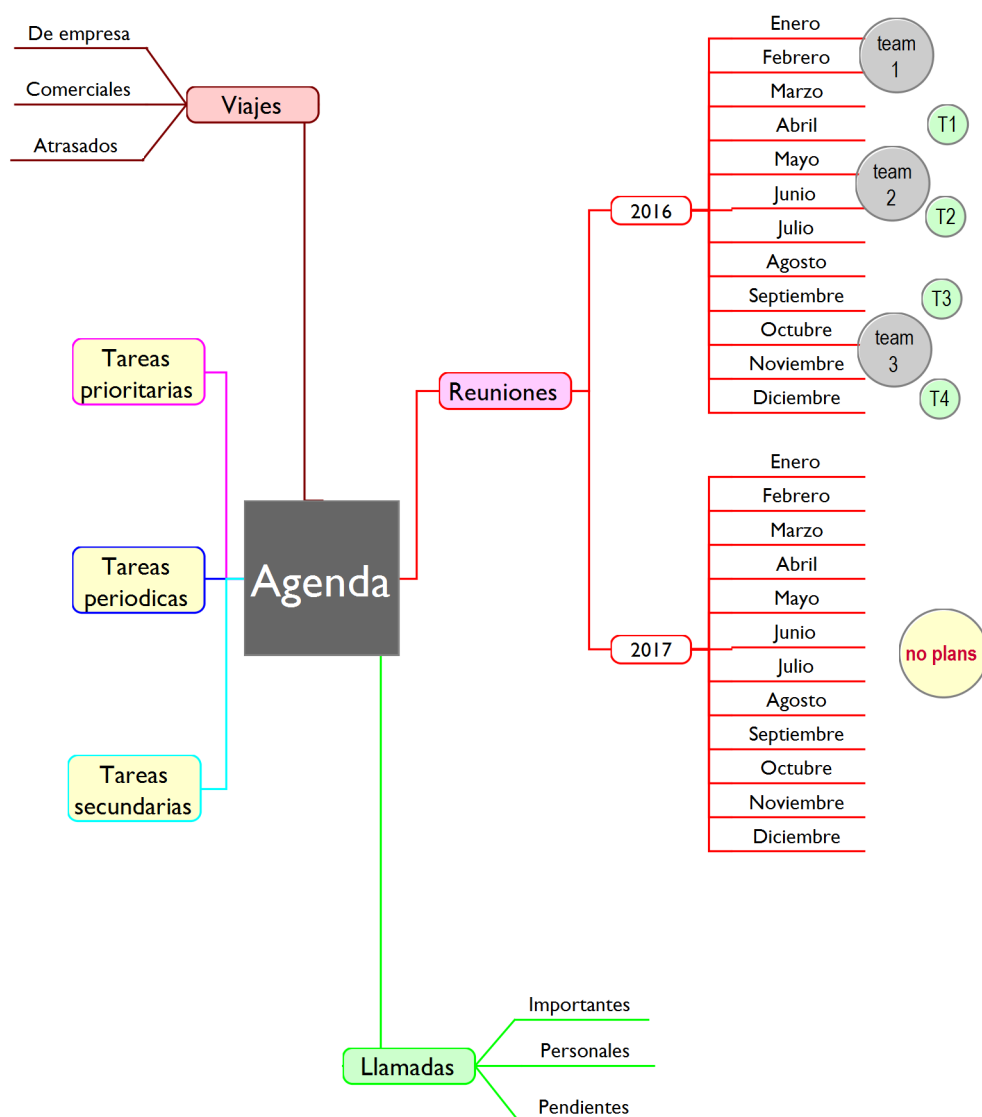 De empresa
Comerciales
Atrasados
Viajes
Tareas
prioritarias
Tareas
periodicas
Tareas
secundarias
Agenda
Reuniones
2016
Enero
Febrero
Marzo
Abril
Mayo
Junio
Julio
Agosto
Septiembre
Octubre
Noviembre
Diciembre
team
1
T1
team
2
T2
T3
team
3
T4
2017
Enero
Febrero
Marzo
Abril
Mayo
Junio
Julio
Agosto
Septiembre
Octubre
Noviembre
Diciembre
no plans
Llamadas
Importantes
Personales
Pendientes